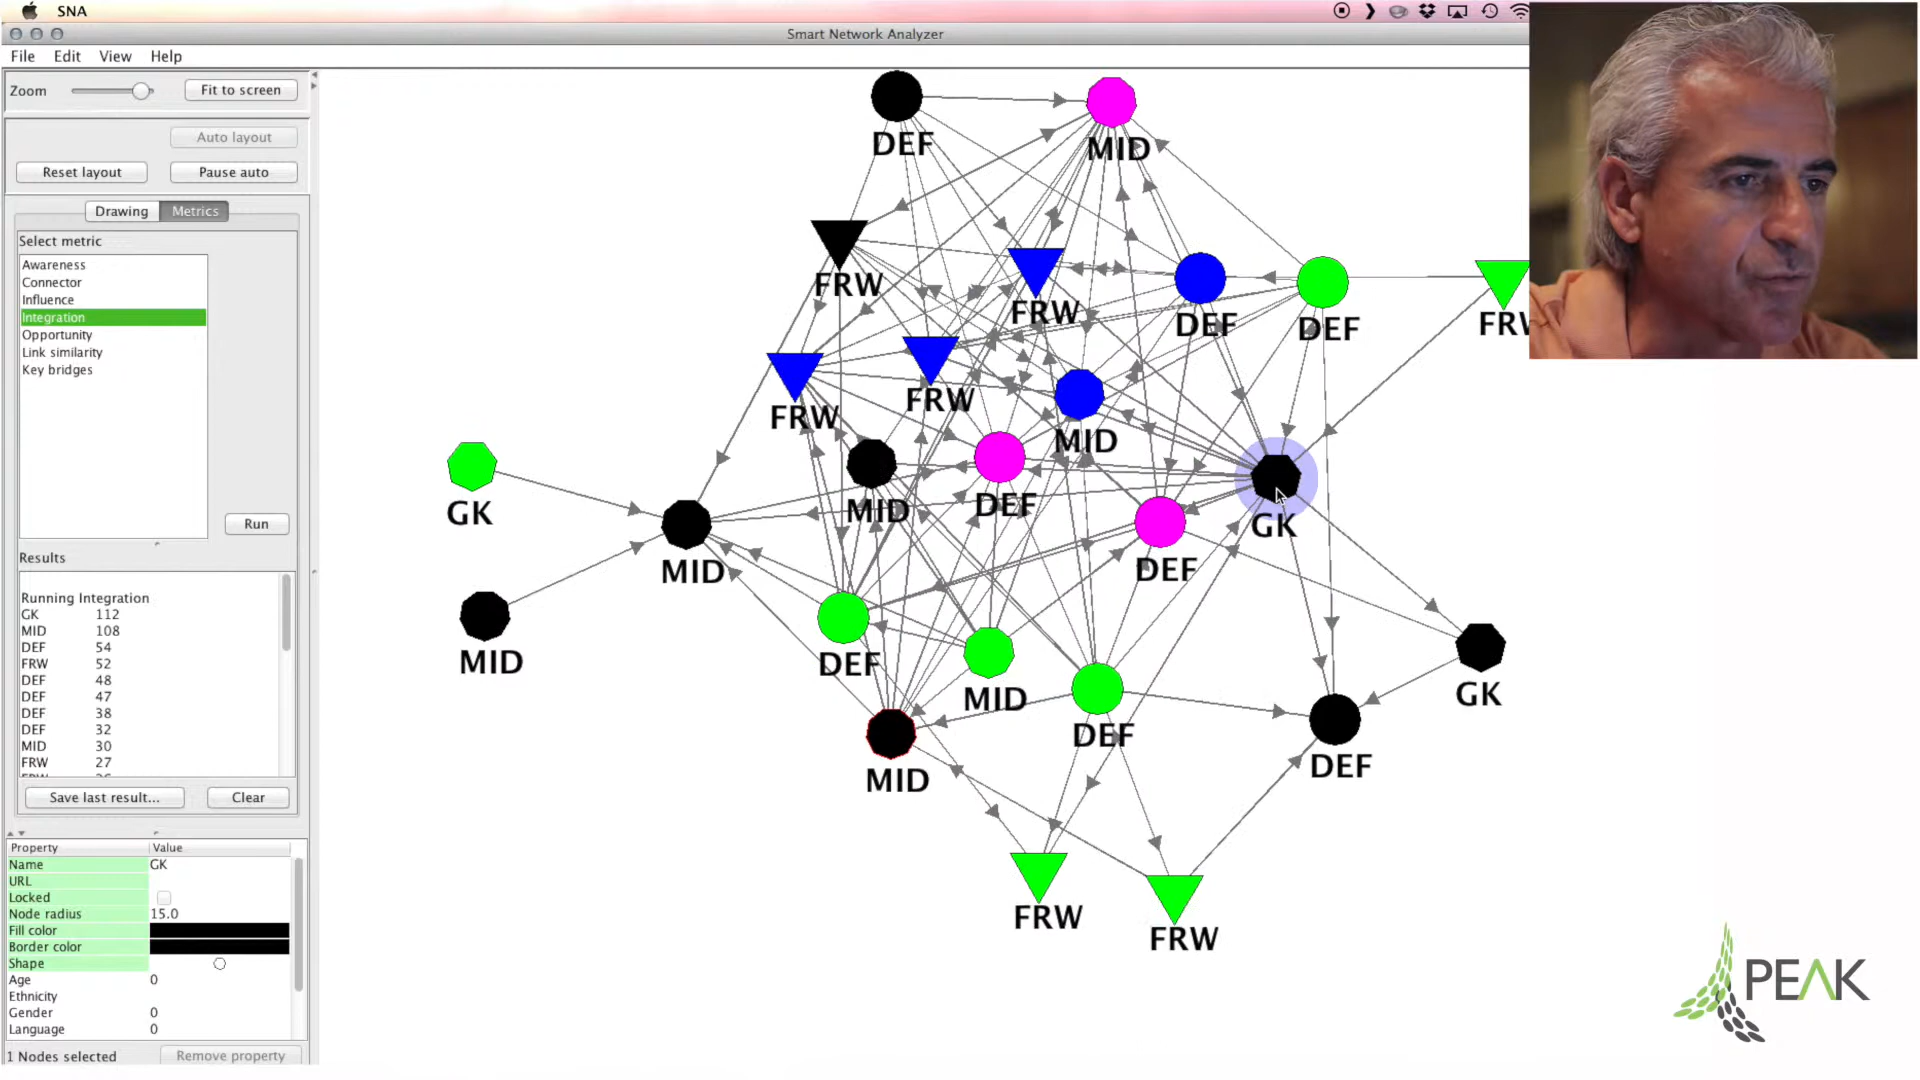 SNA
Smart Network Analyzer
File Edit View Help
Zoom Fit to screen
Auto layout
Reset layout Pause auto
Drawing Metrics
Select metric
Awareness
Connector
Influence
Integration
Opportunity
Link similarity
Key bridges
Run
Results
Running Integration
GK 112
MID 108
DEF 54
FRW 52
DEF 48
DEF 47
DEF 38
DEF 32
MID 30
FRW 27
Save last result... Clear
Property Value
Name GK
URL
Locked
Node radius 15.0
Fill color
Border color
Shape
Age 0
Ethnicity
Gender 0
Language 0
1 Nodes selected Remove property
DEF
MID
FRW
FRW
DEF
DEF
FRW
FRW
FRW
MID
GK
MID
DEF
GK
MID
DEF
MID
DEF
MID
DEF
GK
MID
DEF
FRW
FRW
PEAK